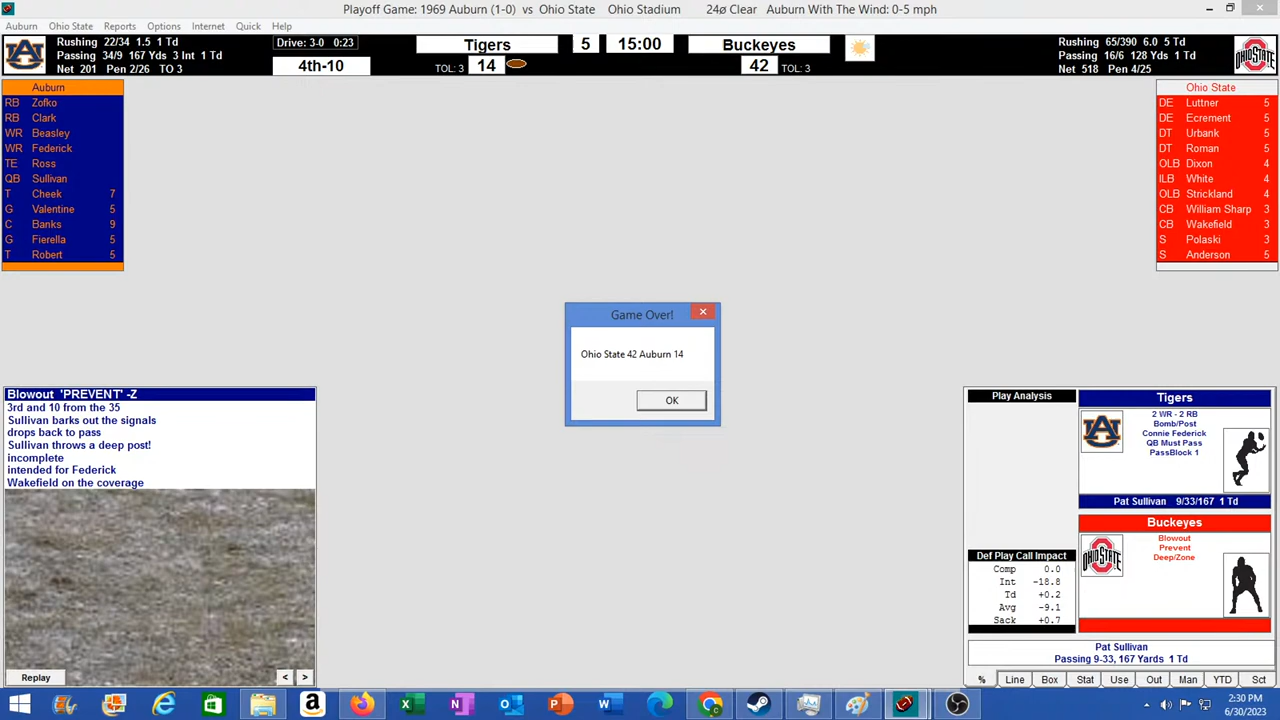 Playoff Game: 1969 Auburn (1-0) vs Ohio State Ohio Stadium 24ø Clear Auburn With The Wind: 0-5 mph
Auburn Ohio State Reports Options Internet Quick Help
Rushing 22/34 1.5 1 Td
Passing 34/9 167 Yds 3 Int 1 Td
Net 201 Pen 2/26 TO 3
Drive: 3-0 0:23
4th-10
Tigers 5 15:00 Buckeyes
TOL: 3 14 42 TOL: 3
Rushing 65/390 6.0 5 Td
Passing 16/6 128 Yds 1 Td
Net 518 Pen 4/25
OHIO STATE
Auburn
RB Zofko
RB Clark
WR Beasley
WR Federick
TE Ross
QB Sullivan
T Cheek 7
G Valentine 5
C Banks 9
G Fierella 5
T Robert 5
Ohio State
DE Luttner 5
DE Ecrement 5
DT Urbank 5
DT Roman 5
OLB Dixon 4
ILB White 4
OLB Strickland 4
CB William Sharp 3
CB Wakefield 3
S Polaski 3
S Anderson 5
Game Over!
Ohio State 42 Auburn 14
OK
Blowout 'PREVENT' -Z
3rd and 10 from the 35
Sullivan barks out the signals
drops back to pass
Sullivan throws a deep post!
incomplete
intended for Federick
Wakefield on the coverage
Replay < >
Play Analysis
Def Play Call Impact
Comp 0.0
Int -18.8
Td +0.2
Avg -9.1
Sack +0.7
Tigers
2 WR - 2 RB
Bomb/Post
Connie Federick
QB Must Pass
PassBlock 1
Pat Sullivan 9/33/167 1 Td
Buckeyes
Blowout
Prevent
Deep/Zone
OHIO STATE
Pat Sullivan
Passing 9-33, 167 Yards 1 Td
% Line Box Stat Use Out Man YTD Sct
2:30 PM
6/30/2023